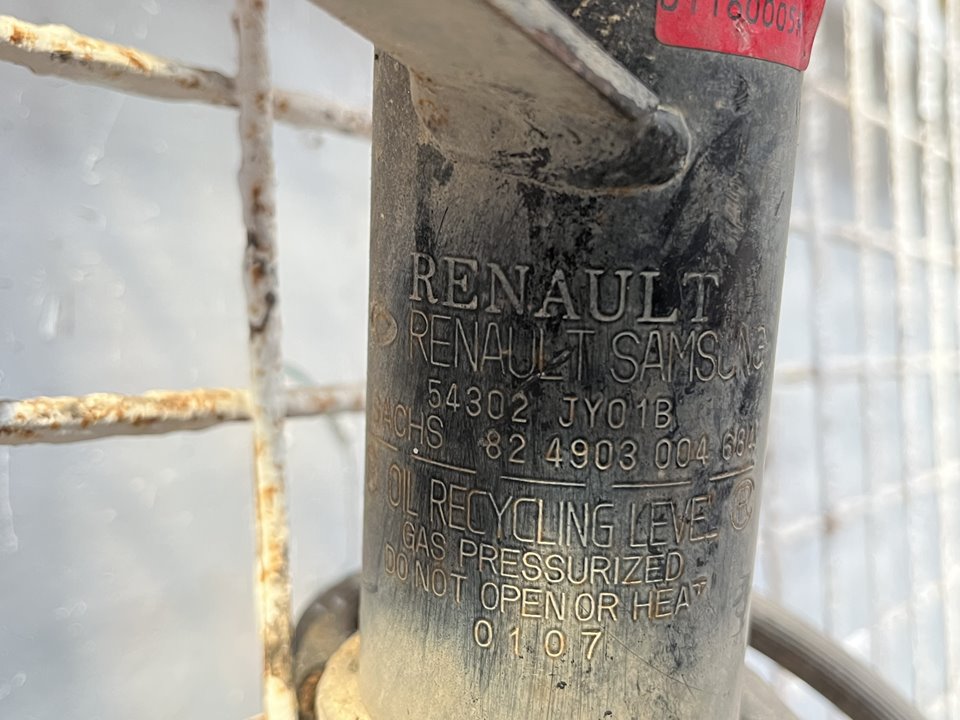 RENAULT
RENAULT SAMSUNG
54302 JY01B
SACHS 82 4903 004 684
OIL RECYCLING LEVEL
GAS PRESSURIZED
DO NOT OPEN OR HEAT
0107